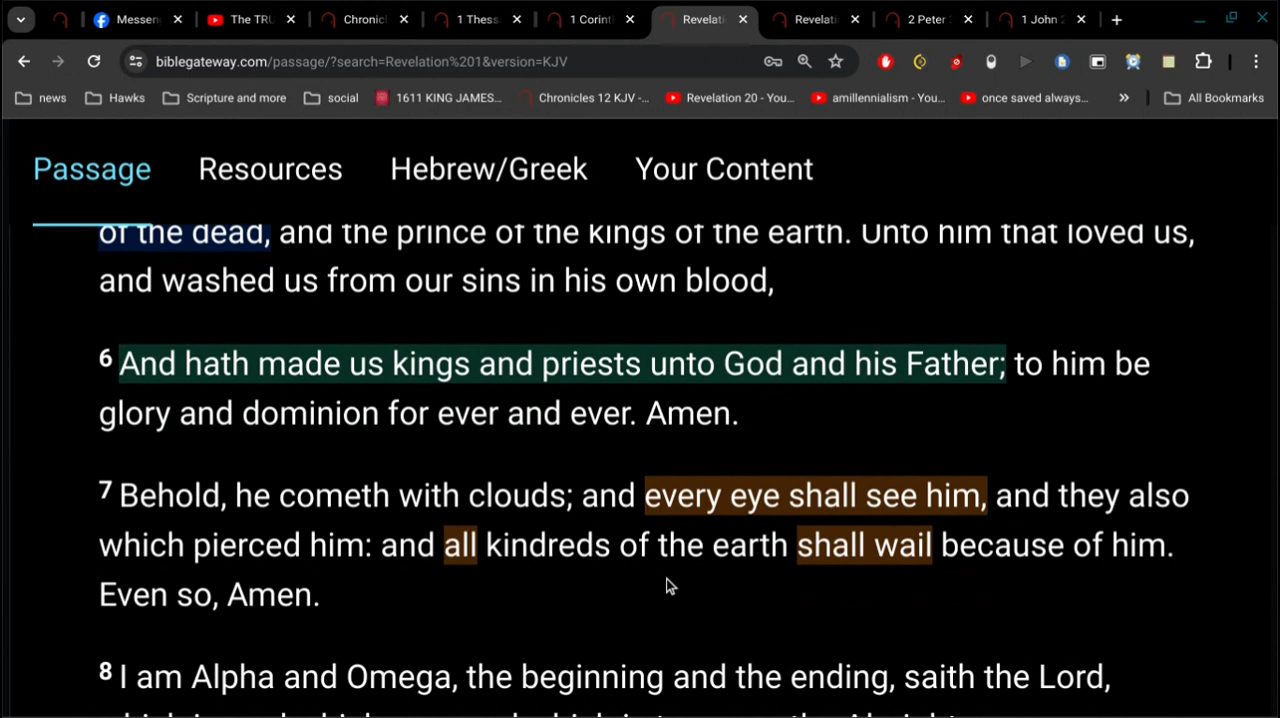 Messen
The TRU
Chronicl
1 Thess
1 Corint
Revelati
Revelati
2 Peter
1 John 2
biblegateway.com/passage/?search=Revelation%201&version=KJV
news
Hawks
Scripture and more
social
1611 KING JAMES...
Chronicles 12 KJV -...
Revelation 20 - You...
amillennialism - You...
once saved always...
»
All Bookmarks
Passage
Resources
Hebrew/Greek
Your Content
of the dead, and the prince of the kings of the earth. Unto him that loved us,
and washed us from our sins in his own blood,
6 And hath made us kings and priests unto God and his Father; to him be
glory and dominion for ever and ever. Amen.
7 Behold, he cometh with clouds; and every eye shall see him, and they also
which pierced him: and all kindreds of the earth shall wail because of him.
Even so, Amen.
8 I am Alpha and Omega, the beginning and the ending, saith the Lord,